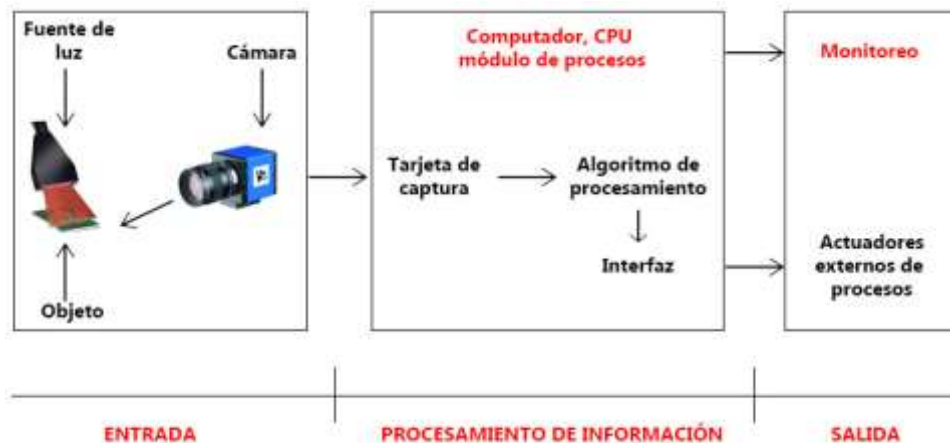 Fuente de
luz
Cámara
Objeto
Computador, CPU
módulo de procesos
Tarjeta de
captura
Algoritmo de
procesamiento
Interfaz
Monitoreo
Actuadores
externos de
procesos
ENTRADA
PROCESAMIENTO DE INFORMACIÓN
SALIDA